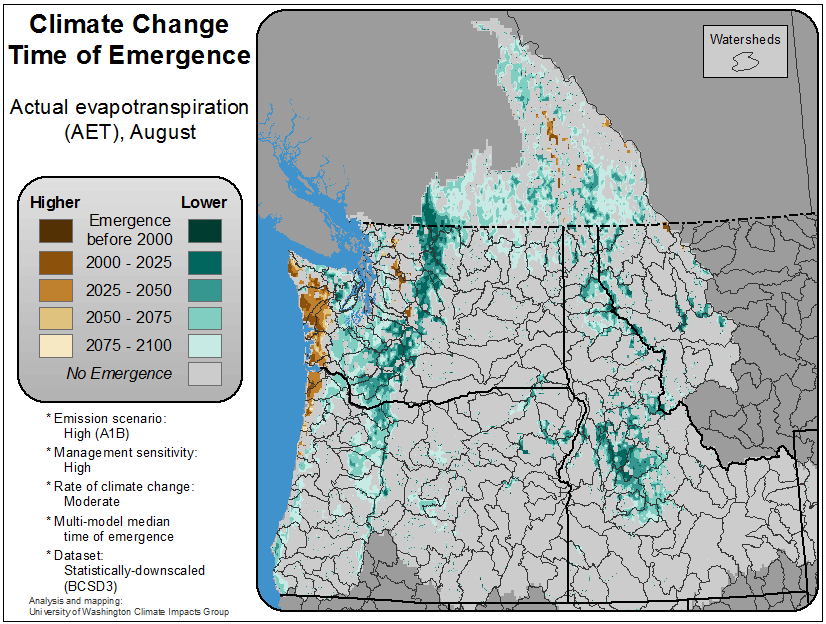 Climate Change
Time of Emergence
Actual evapotranspiration
(AET), August
Higher
Lower
Emergence
before 2000
2000 - 2025
2025 - 2050
2050 - 2075
2075 - 2100
No Emergence
* Emission scenario:
High (A1B)
* Management sensitivity:
High
* Rate of climate change:
Moderate
* Multi-model median
time of emergence
* Dataset:
Statistically-downscaled
(BCSD3)
Analysis and mapping:
University of Washington Climate Impacts Group
Watersheds